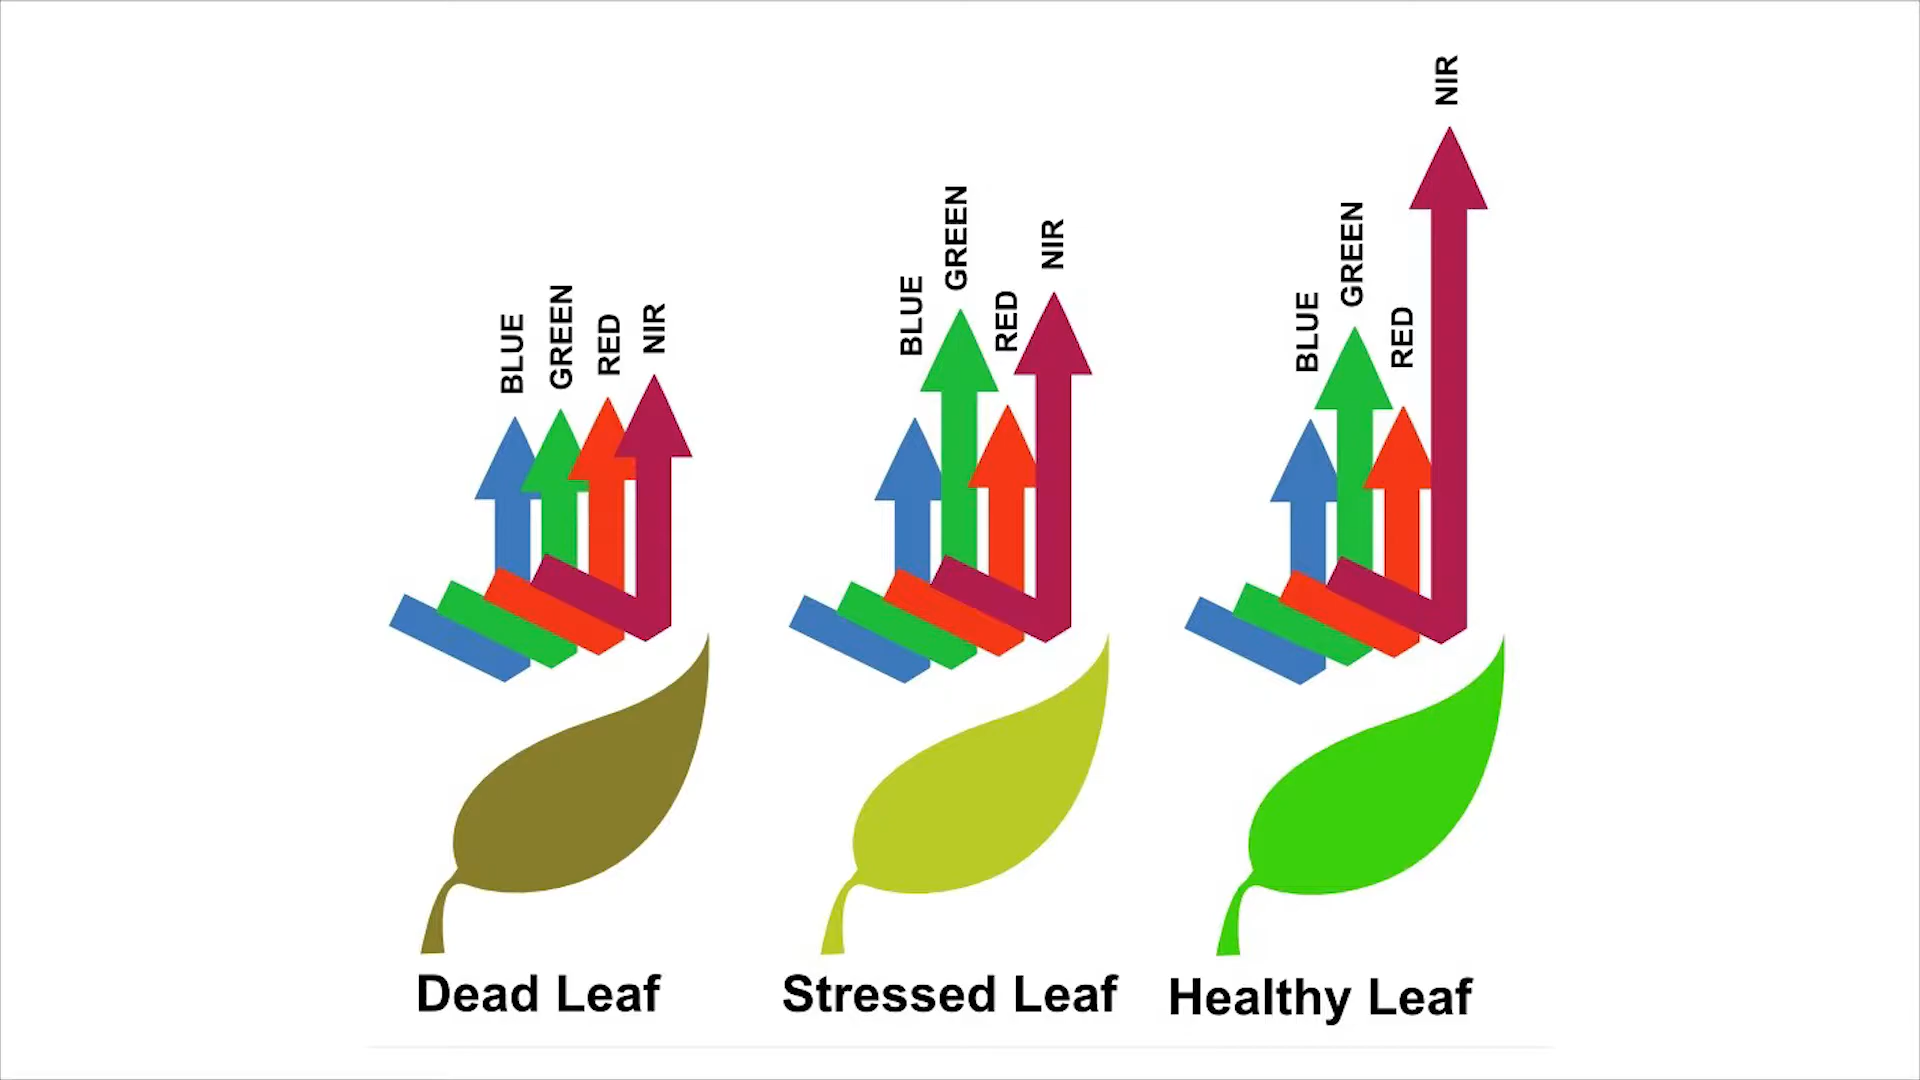 BLUE
GREEN
RED
NIR
BLUE
GREEN
RED
NIR
BLUE
GREEN
RED
NIR
Dead Leaf
Stressed Leaf
Healthy Leaf